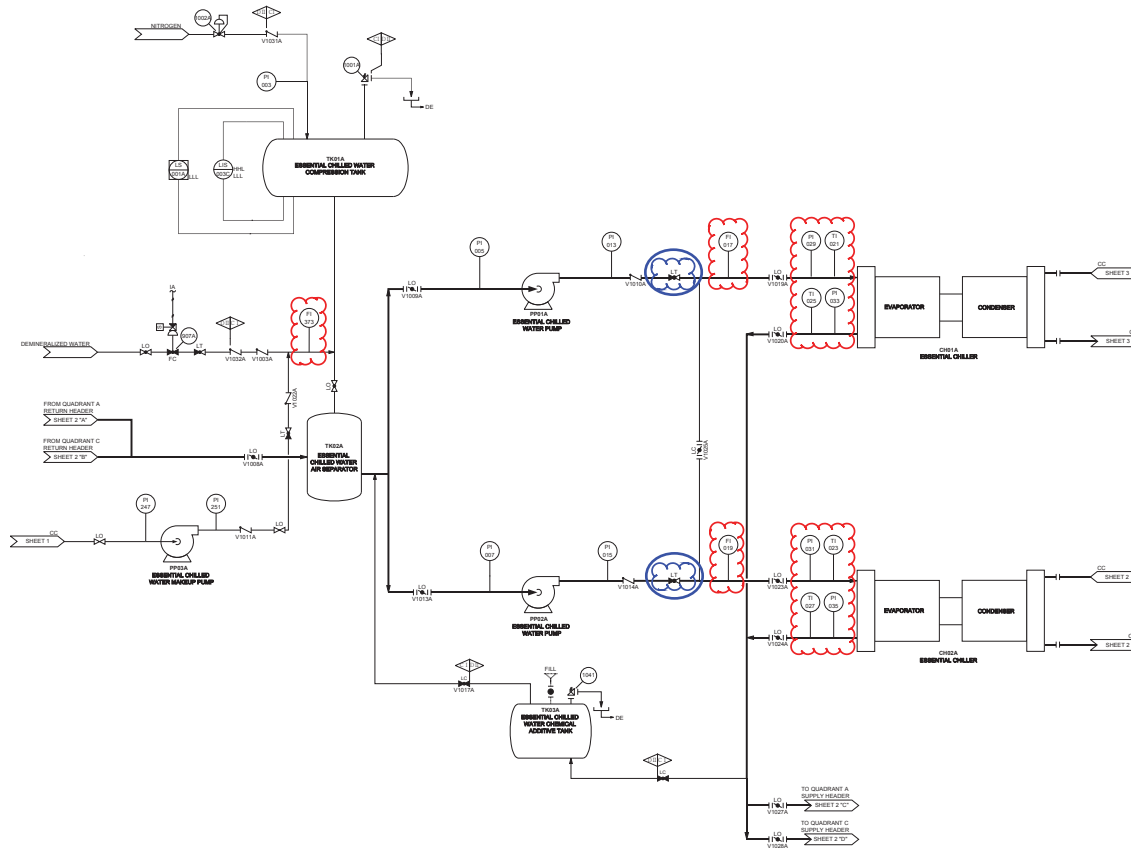 1002A
NITROGEN
V1031A
PI
003
1001A
DE
TK01A
ESSENTIAL CHILLED WATER
COMPRESSION TANK
LS
001A
LLL
LIS
003C
HHL
LLL
IA
907A
DEMINERALIZED WATER
LO
FC
LT
V1032A
V1003A
FI
373
V1022A
LT
LO
FROM QUADRANT A
RETURN HEADER
SHEET 2 "A"
FROM QUADRANT C
RETURN HEADER
SHEET 2 "B"
LO
V1008A
TK02A
ESSENTIAL
CHILLED WATER
AIR SEPARATOR
CC
SHEET 1
LO
PI
247
PI
251
V1011A
LO
PP03A
ESSENTIAL CHILLED
WATER MAKEUP PUMP
LO
V1009A
PI
005
PP01A
ESSENTIAL CHILLED
WATER PUMP
PI
013
V1010A
LT
FI
017
LO
V1019A
PI
029
TI
021
TI
025
PI
033
LO
V1020A
EVAPORATOR
CONDENSER
CH01A
ESSENTIAL CHILLER
CC
SHEET 3
SHEET 3
LC
V1025A
LO
V1013A
PI
007
PP02A
ESSENTIAL CHILLED
WATER PUMP
PI
015
V1014A
LT
FI
019
LO
V1023A
PI
031
TI
023
TI
027
PI
035
LO
V1024A
EVAPORATOR
CONDENSER
CH02A
ESSENTIAL CHILLER
CC
SHEET 2
SHEET 2
LC
V1017A
FILL
1041
DE
TK03A
ESSENTIAL CHILLED
WATER CHEMICAL
ADDITIVE TANK
LC
LO
V1027A
TO QUADRANT A
SUPPLY HEADER
SHEET 2 "C"
LO
V1028A
TO QUADRANT C
SUPPLY HEADER
SHEET 2 "D"